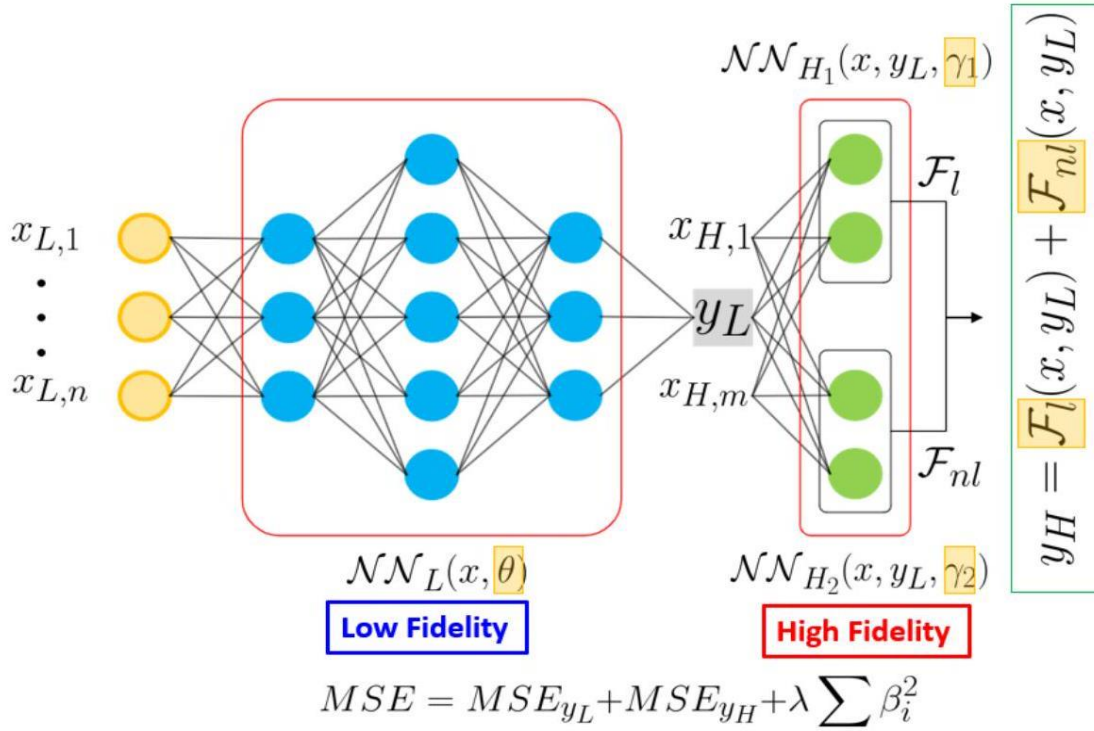 𝒩𝒩_{H_1}(x, y_L, γ_1)
x_{L,1}
x_{L,n}
x_{H,1}
y_L
x_{H,m}
ℱ_l
ℱ_{nl}
y_H = ℱ_l(x, y_L) + ℱ_{nl}(x, y_L)
𝒩𝒩_L(x, θ)
𝒩𝒩_{H_2}(x, y_L, γ_2)
Low Fidelity
High Fidelity
MSE = MSE_{y_L}+MSE_{y_H}+λ ∑ β_i^2